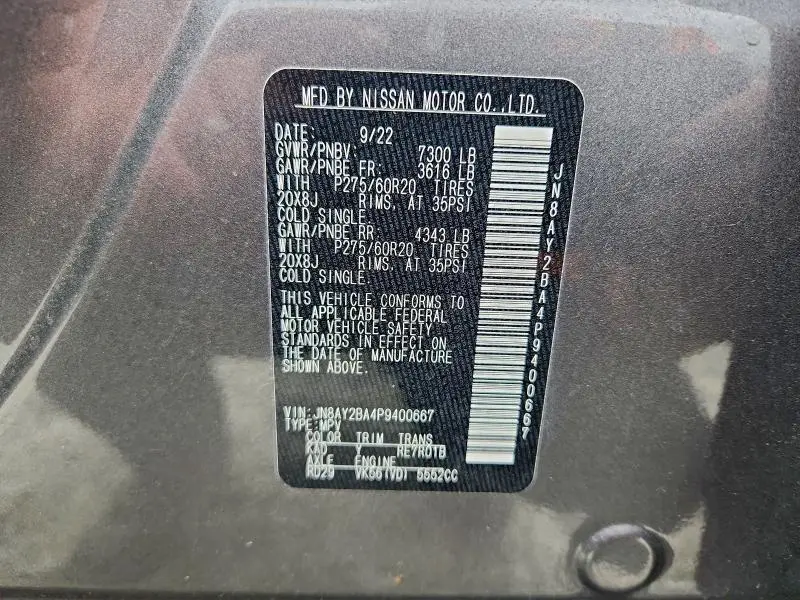 MFD BY NISSAN MOTOR CO.,LTD.
DATE: 9/22
GVWR/PNBV: 7300 LB
GAWR/PNBE FR: 3616 LB
WITH P275/60R20 TIRES
20X8J RIMS, AT 35PSI
COLD SINGLE.
GAWR/PNBE RR: 4343 LB
WITH P275/60R20 TIRES
20X8J RIMS, AT 35PSI
COLD SINGLE.
THIS VEHICLE CONFORMS TO
ALL APPLICABLE FEDERAL
MOTOR VEHICLE SAFETY
STANDARDS IN EFFECT ON
THE DATE OF MANUFACTURE
SHOWN ABOVE.
VIN: JN8AY2BA4P9400667
TYPE: MPV
COLOR TRIM TRANS
KAD Y RE7R01B
AXLE ENGINE
RD29 VK56(VD) 5552CC
JN8AY2BA4P9400667